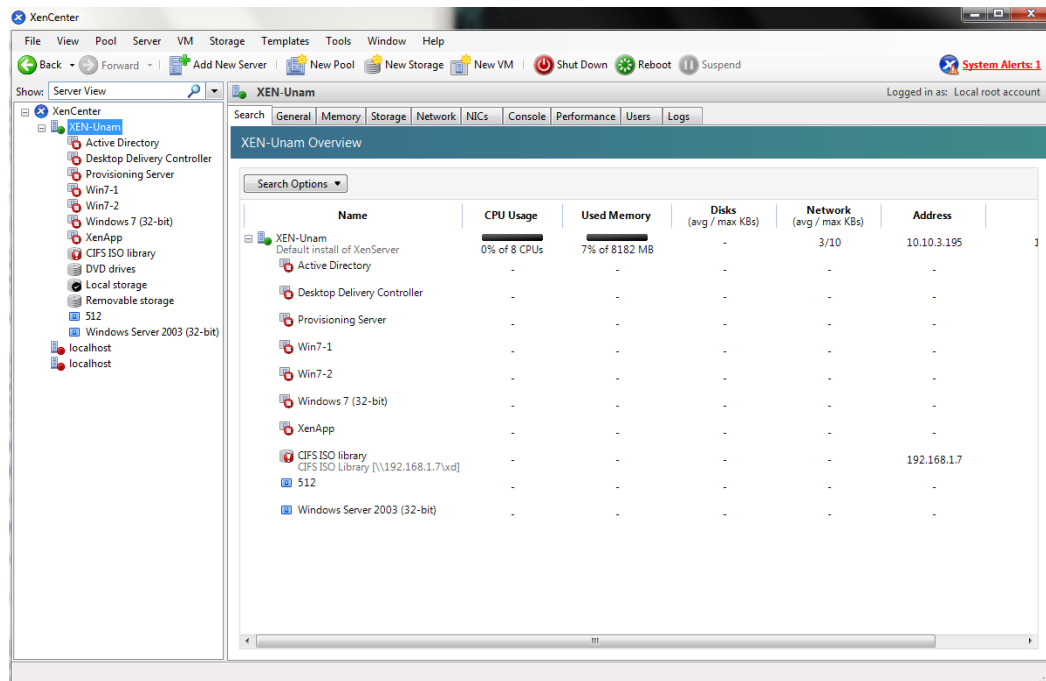 XenCenter
File View Pool Server VM Storage Templates Tools Window Help
Back Forward Add New Server New Pool New Storage New VM Shut Down Reboot Suspend System Alerts: 1
Show: Server View XEN-Unam Logged in as: Local root account
XenCenter
XEN-Unam
Active Directory
Desktop Delivery Controller
Provisioning Server
Win7-1
Win7-2
Windows 7 (32-bit)
XenApp
CIFS ISO library
DVD drives
Local storage
Removable storage
512
Windows Server 2003 (32-bit)
localhost
localhost
Search General Memory Storage Network NICs Console Performance Users Logs
XEN-Unam Overview
Search Options
Name CPU Usage Used Memory Disks Network Address
(avg / max KBs) (avg / max KBs)
XEN-Unam - 3/10 10.10.3.195 1
Default install of XenServer 0% of 8 CPUs 7% of 8182 MB
Active Directory - - - - -
Desktop Delivery Controller - - - - -
Provisioning Server - - - - -
Win7-1 - - - - -
Win7-2 - - - - -
Windows 7 (32-bit) - - - - -
XenApp - - - - -
CIFS ISO library - - - - 192.168.1.7
CIFS ISO Library [\\192.168.1.7\xd]
512 - - - - -
Windows Server 2003 (32-bit) - - - - -